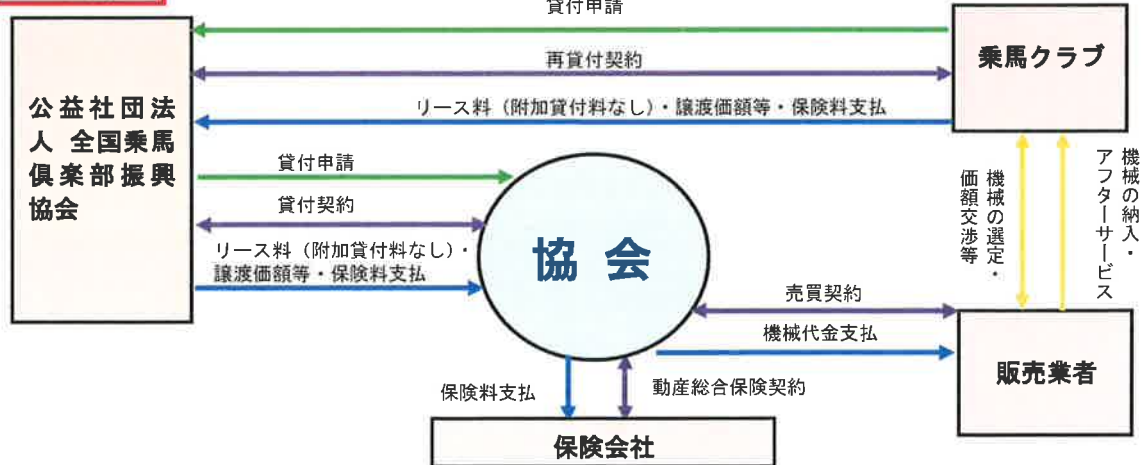 貸付申請
再貸付契約
リース料（附加貸付料なし）・譲渡価額等・保険料支払
乗馬クラブ
公益社団法
人 全国乗馬
倶楽部振興
協会
貸付申請
貸付契約
リース料（附加貸付料なし）・
譲渡価額等・保険料支払
協 会
機械の選定・
価額交渉等
機械の納入・
アフターサービス
売買契約
機械代金支払
販売業者
保険料支払
動産総合保険契約
保険会社